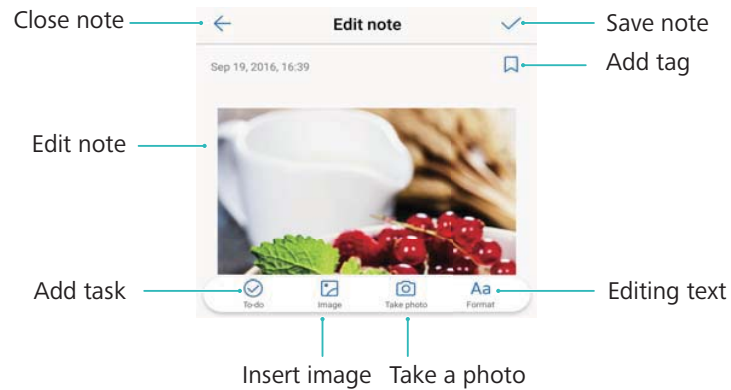 Close note
Edit note
Save note
Sep 19, 2016, 16:39
Add tag
Edit note
Add task
To-do
Image
Take photo
Aa
Format
Editing text
Insert image
Take a photo